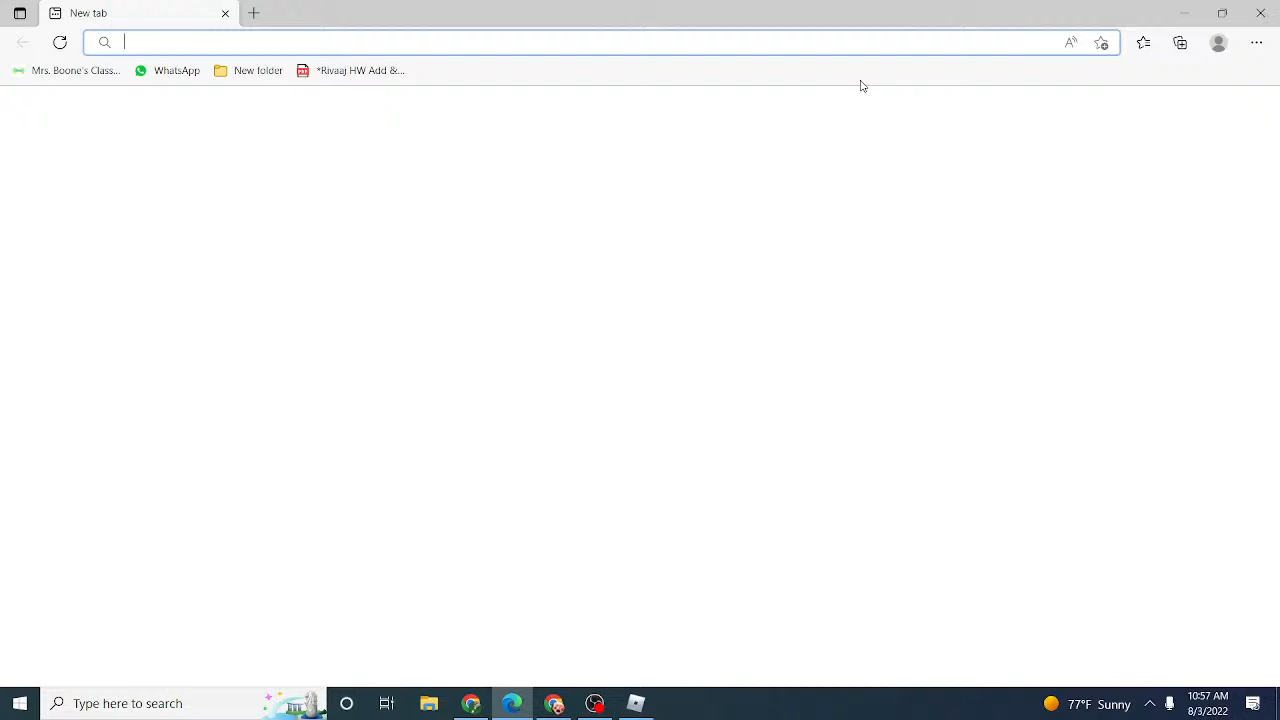 New tab
Mrs. Boone's Class...
WhatsApp
New folder
*Rivaaj HW Add &...
Type here to search
77°F Sunny
10:57 AM
8/3/2022